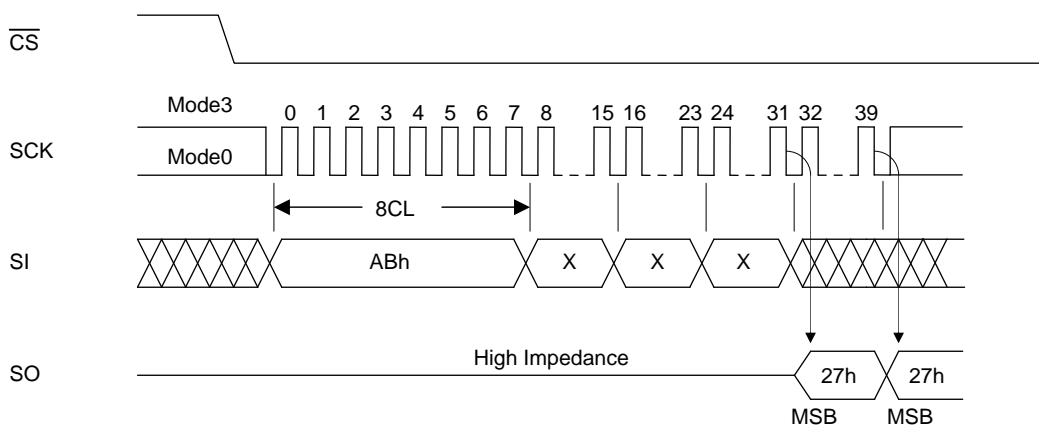 CS
Mode3
0 1 2 3 4 5 6 7 8 15 16 23 24 31 32 39
SCK
Mode0
8CL
SI
ABh
X
X
X
High Impedance
SO
27h
27h
MSB
MSB